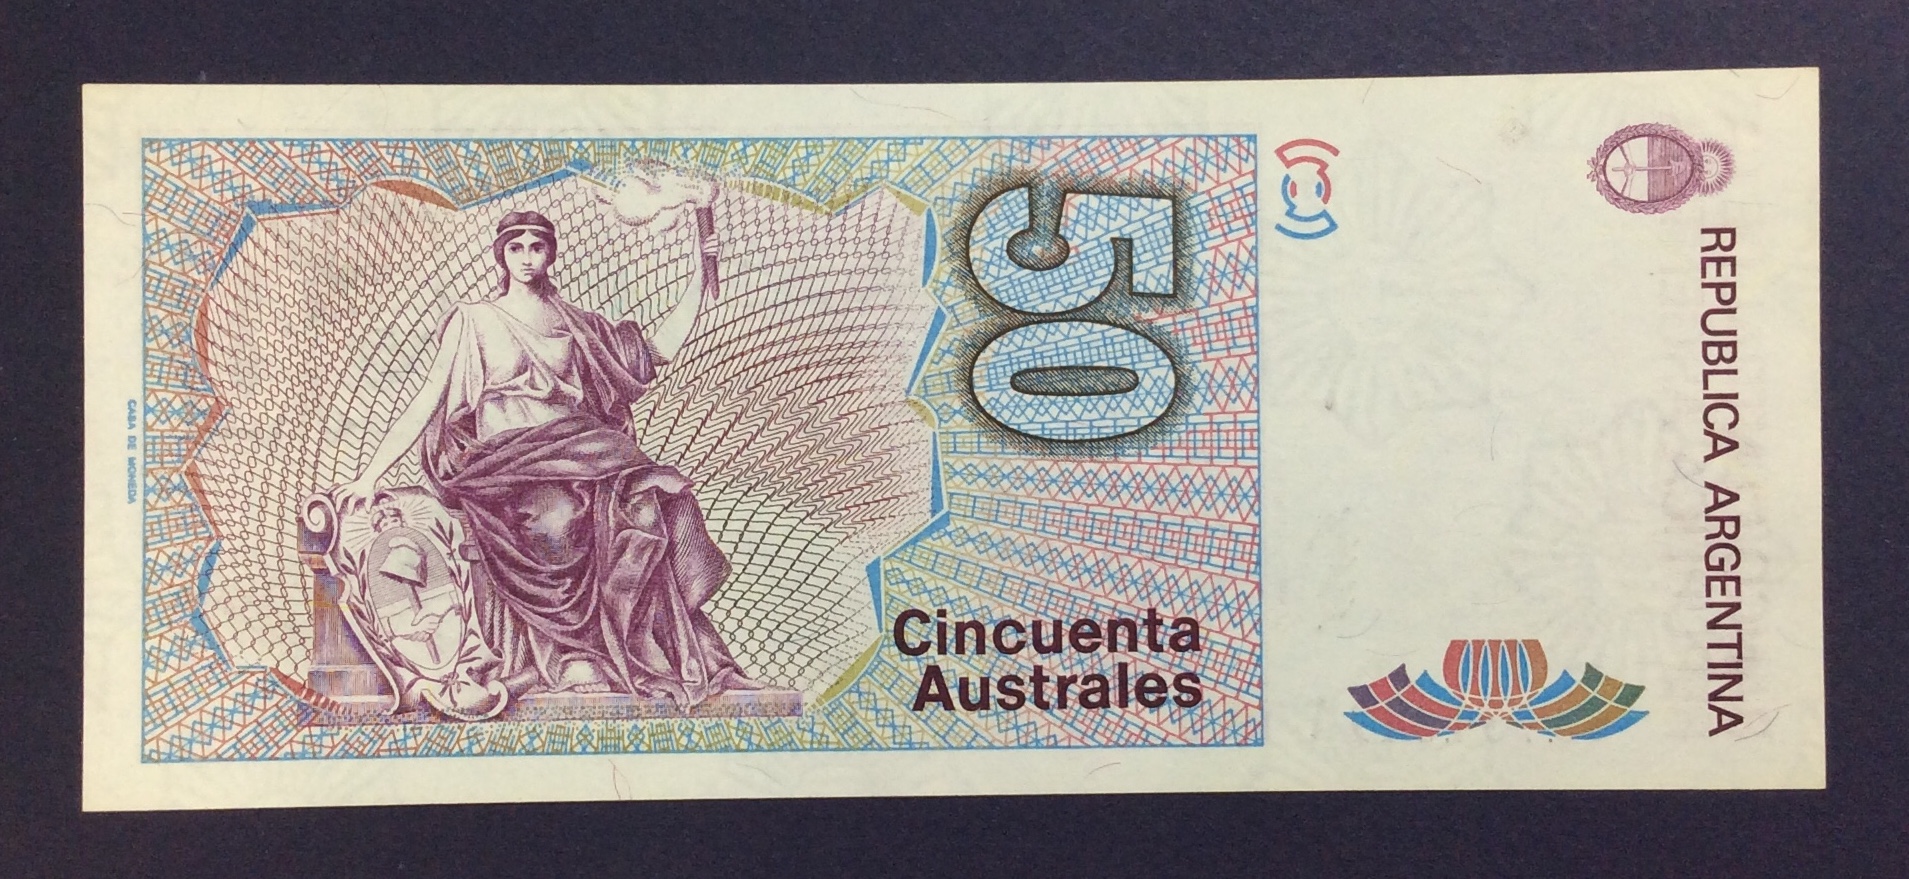 50
Cincuenta
Australes
REPUBLICA ARGENTINA
CASA DE MONEDA